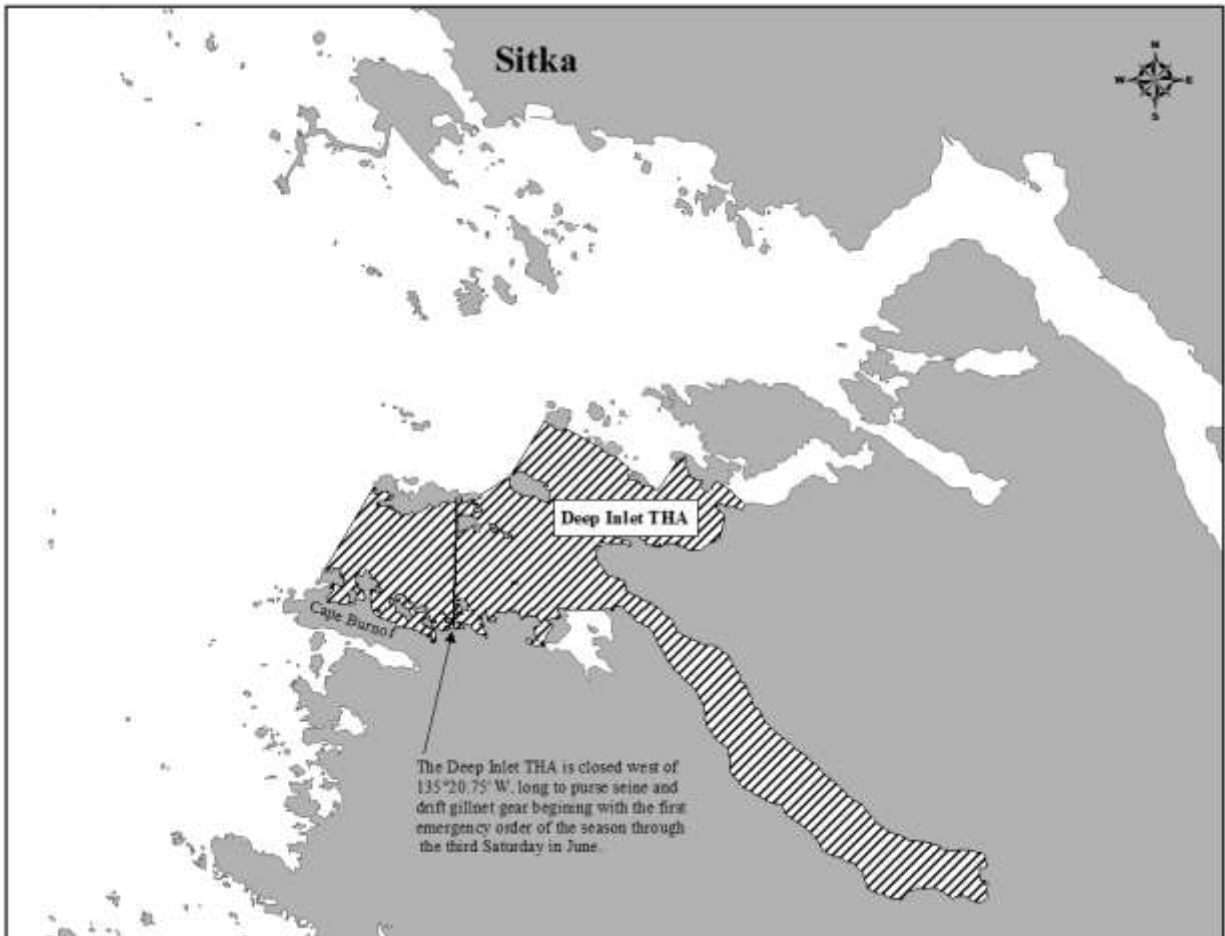 Sitka
N
W E
S
Deep Inlet THA
Cape Burnof
The Deep Inlet THA is closed west of
135°20.75' W. long to purse seine and
drift gillnet gear begining with the first
emergency order of the season through
the third Saturday in June.